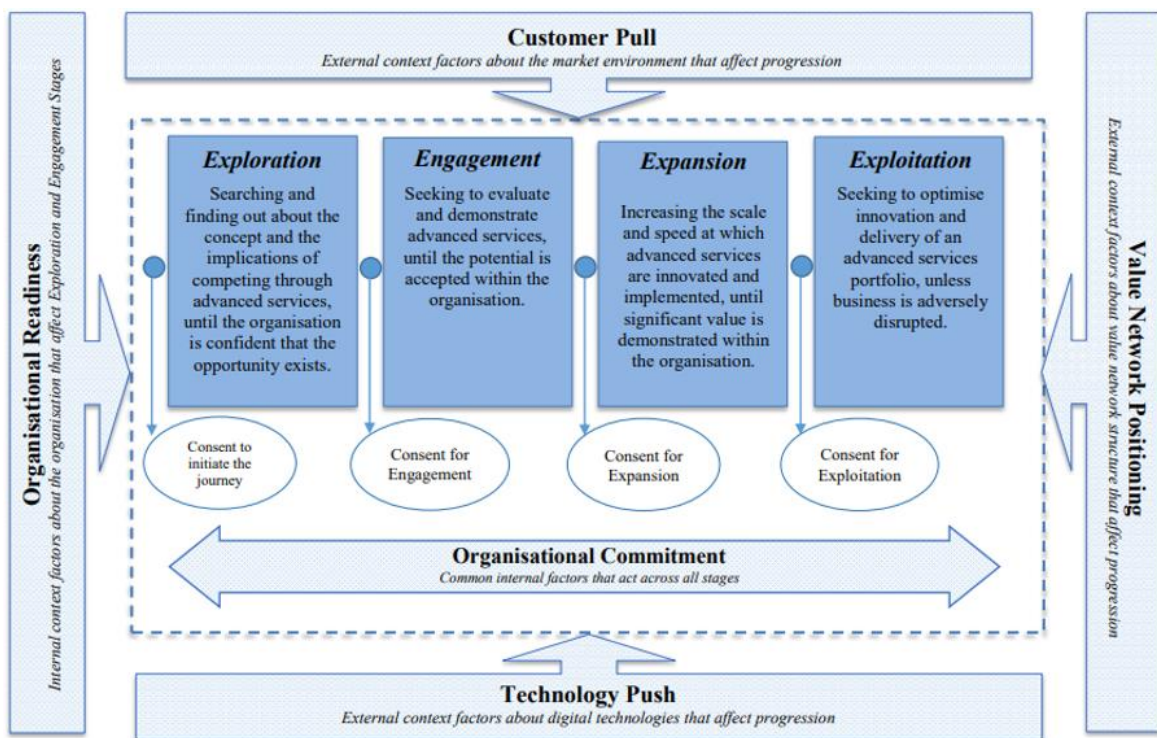 Customer Pull
External context factors about the market environment that affect progression
Organisational Readiness
Internal context factors about the organisation that affect Exploration and Engagement Stages
Exploration
Searching and
finding out about the
concept and the
implications of
competing through
advanced services,
until the organisation
is confident that the
opportunity exists.
Engagement
Seeking to evaluate
and demonstrate
advanced services,
until the potential is
accepted within the
organisation.
Expansion
Increasing the scale
and speed at which
advanced services
are innovated and
implemented, until
significant value is
demonstrated within
the organisation.
Exploitation
Seeking to optimise
innovation and
delivery of an
advanced services
portfolio, unless
business is adversely
disrupted.
Consent to
initiate the
journey
Consent for
Engagement
Consent for
Expansion
Consent for
Exploitation
Organisational Commitment
Common internal factors that act across all stages
Value Network Positioning
External context factors about value network structure that affect progression
Technology Push
External context factors about digital technologies that affect progression